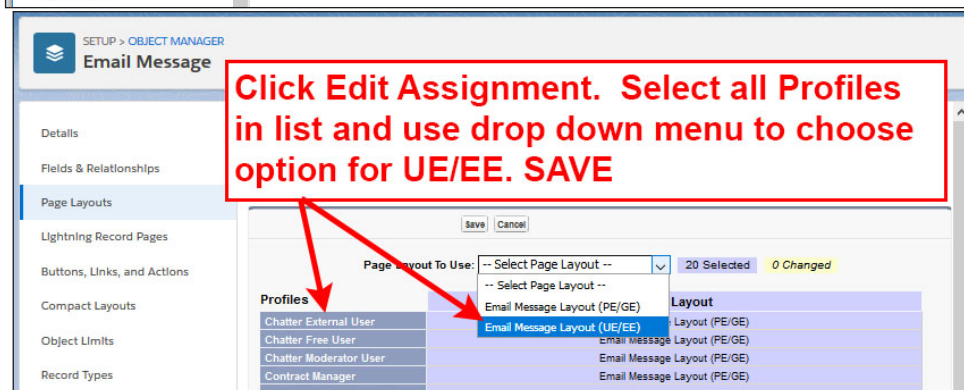 SETUP > OBJECT MANAGER
Email Message
Click Edit Assignment. Select all Profiles
in list and use drop down menu to choose
option for UE/EE. SAVE
Details
Fields & Relationships
Page Layouts
Lightning Record Pages
Buttons, Links, and Actions
Compact Layouts
Object Limits
Record Types
Save Cancel
Page Layout To Use: -- Select Page Layout -- 20 Selected 0 Changed
-- Select Page Layout --
Email Message Layout (PE/GE)
Email Message Layout (UE/EE)
Profiles Layout
Chatter External User Layout (PE/GE)
Chatter Free User Email Message Layout (PE/GE)
Chatter Moderator User Email Message Layout (PE/GE)
Contract Manager Email Message Layout (PE/GE)